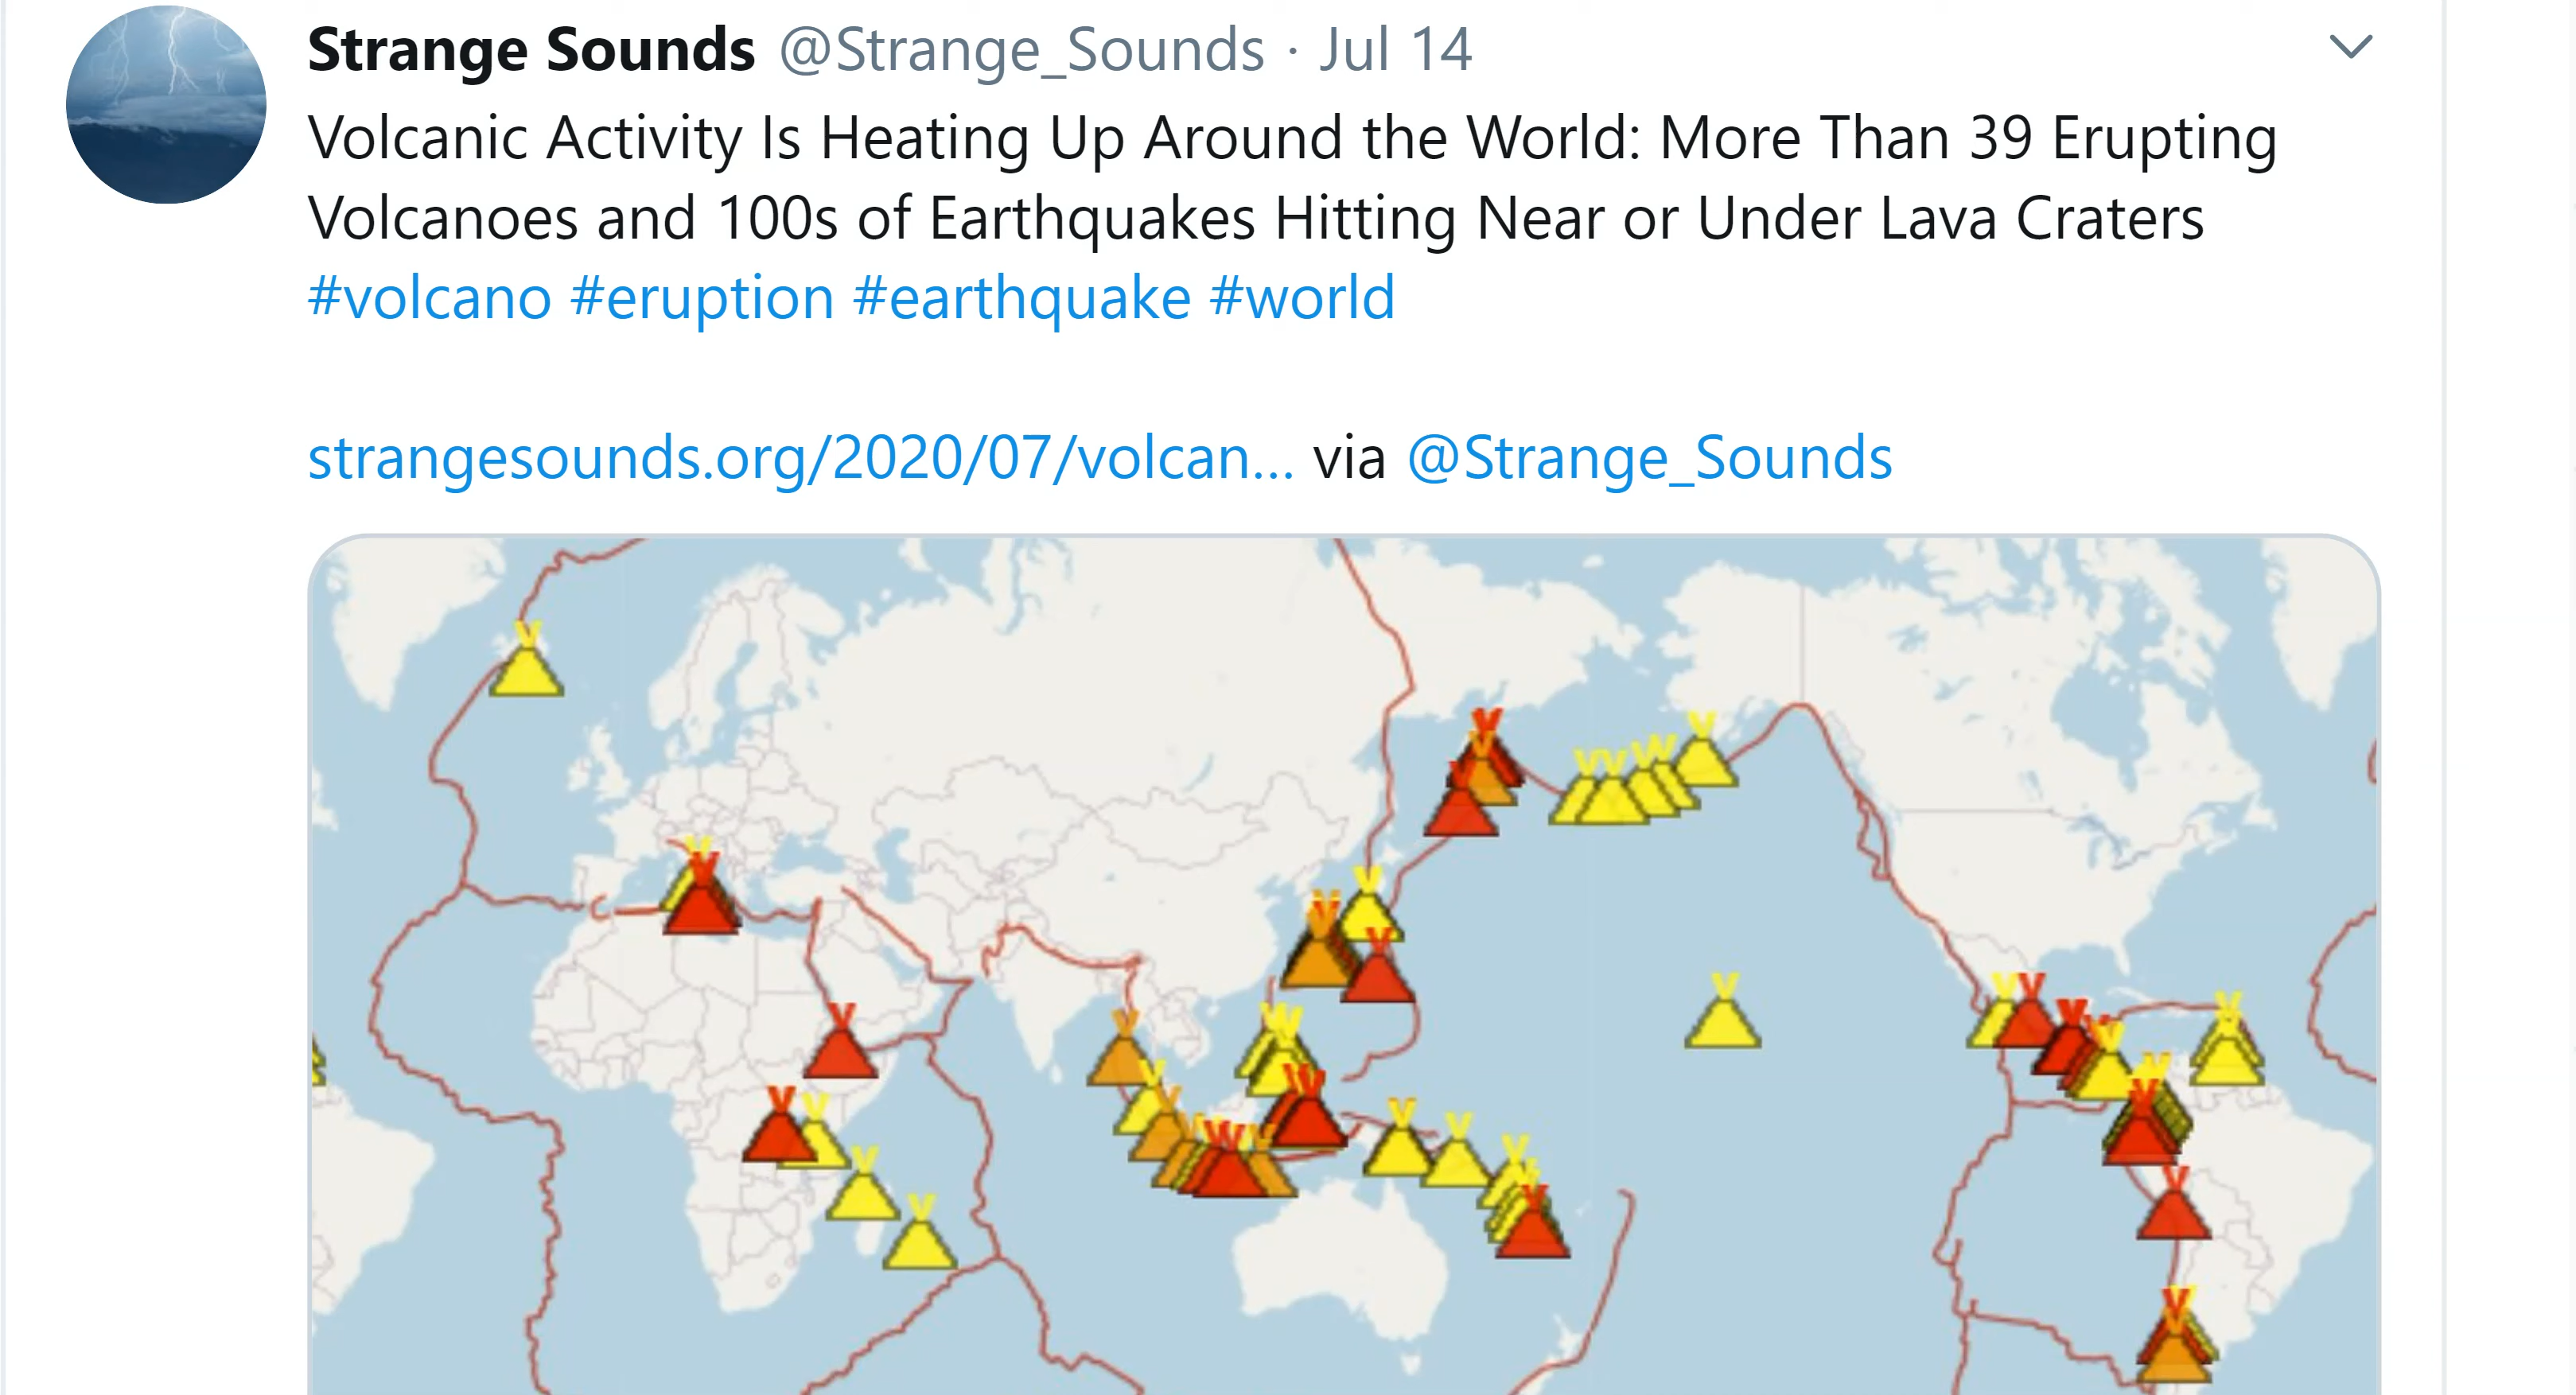 Strange Sounds @Strange_Sounds · Jul 14
Volcanic Activity Is Heating Up Around the World: More Than 39 Erupting
Volcanoes and 100s of Earthquakes Hitting Near or Under Lava Craters
#volcano #eruption #earthquake #world
strangesounds.org/2020/07/volcan... via @Strange_Sounds